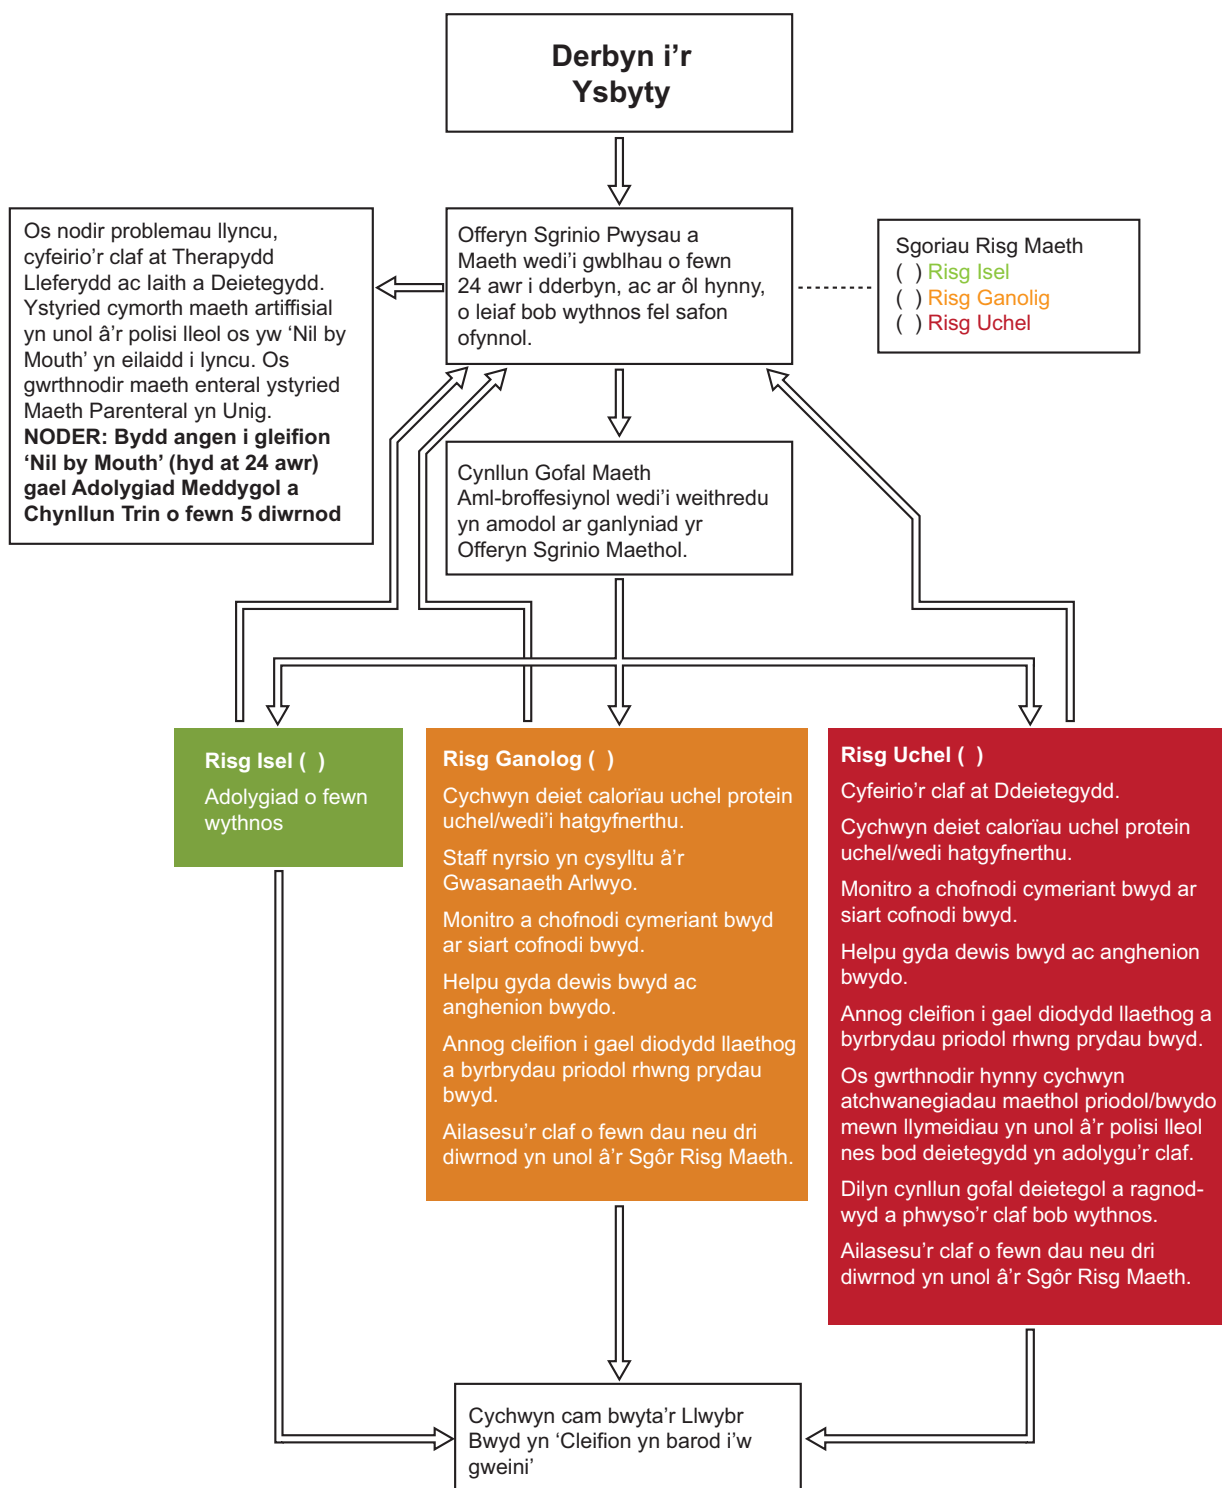 Derbyn i’r
Ysbyty
Os nodir problemau llyncu,
cyfeirio’r claf at Therapydd
Lleferydd ac Iaith a Deietegydd.
Ystyried cymorth maeth artiffisial
yn unol â’r polisi lleol os yw ‘Nil by
Mouth’ yn eilaidd i lyncu. Os
gwrthnodir maeth enteral ystyried
Maeth Parenteral yn Unig.
NODER: Bydd angen i gleifion
‘Nil by Mouth’ (hyd at 24 awr)
gael Adolygiad Meddygol a
Chynllun Trin o fewn 5 diwrnod
Offeryn Sgrinio Pwysau a
Maeth wedi’i gwblhau o fewn
24 awr i dderbyn, ac ar ôl hynny,
o leiaf bob wythnos fel safon
ofynnol.
Sgoriau Risg Maeth
( ) Risg Isel
( ) Risg Ganolig
( ) Risg Uchel
Cynllun Gofal Maeth
Aml-broffesiynol wedi’i weithredu
yn amodol ar ganlyniad yr
Offeryn Sgrinio Maethol.
Risg Isel ( )
Adolygiad o fewn
wythnos
Risg Ganolog ( )
Cychwyn deiet calorïau uchel protein
uchel/wedi’i hatgyfnerthu.
Staff nyrsio yn cysylltu â’r
Gwasanaeth Arlwyo.
Monitro a chofnodi cymeriant bwyd
ar siart cofnodi bwyd.
Helpu gyda dewis bwyd ac
anghenion bwydo.
Annog cleifion i gael diodydd llaethog
a byrbrydau priodol rhwng prydau
bwyd.
Ailasesu’r claf o fewn dau neu dri
diwrnod yn unol â’r Sgôr Risg Maeth.
Risg Uchel ( )
Cyfeirio’r claf at Ddeietegydd.
Cychwyn deiet calorïau uchel protein
uchel/wedi hatgyfnerthu.
Monitro a chofnodi cymeriant bwyd ar
siart cofnodi bwyd.
Helpu gyda dewis bwyd ac anghenion
bwydo.
Annog cleifion i gael diodydd llaethog a
byrbrydau priodol rhwng prydau bwyd.
Os gwrthnodir hynny cychwyn
atchwanegiadau maethol priodol/bwydo
mewn llymeidiau yn unol â’r polisi lleol
nes bod deietegydd yn adolygu’r claf.
Dilyn cynllun gofal deietegol a ragnod-
wyd a phwyso’r claf bob wythnos.
Ailasesu’r claf o fewn dau neu dri
diwrnod yn unol â’r Sgôr Risg Maeth.
Cychwyn cam bwyta’r Llwybr
Bwyd yn ‘Cleifion yn barod i’w
gweini’